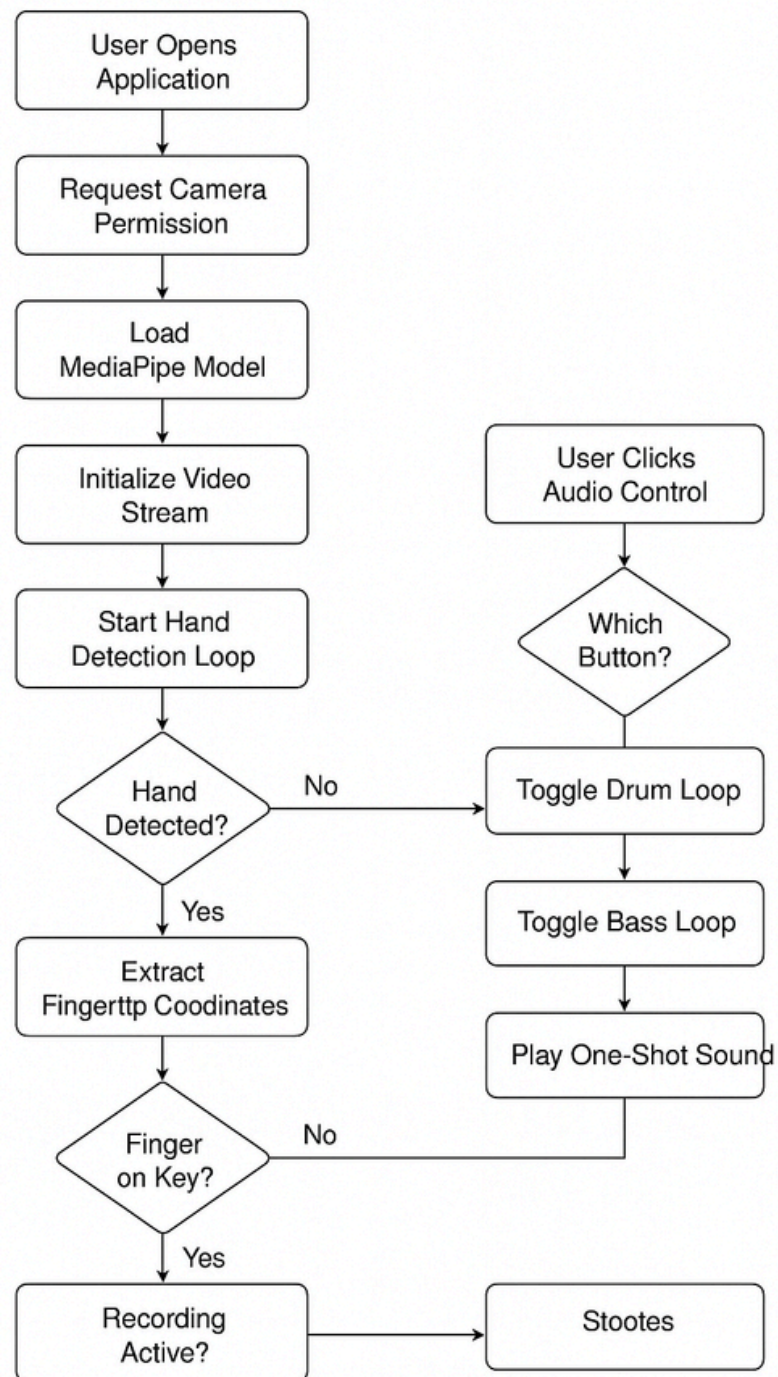 User Opens
Application
Request Camera
Permission
Load
MediaPipe Model
Initialize Video
Stream
Start Hand
Detection Loop
Hand
Detected?
No
Yes
Extract
Fingerttp Coodinates
Finger
on Key?
No
Yes
Recording
Active?
User Clicks
Audio Control
Which
Button?
Toggle Drum Loop
Toggle Bass Loop
Play One-Shot Sound
Stootes